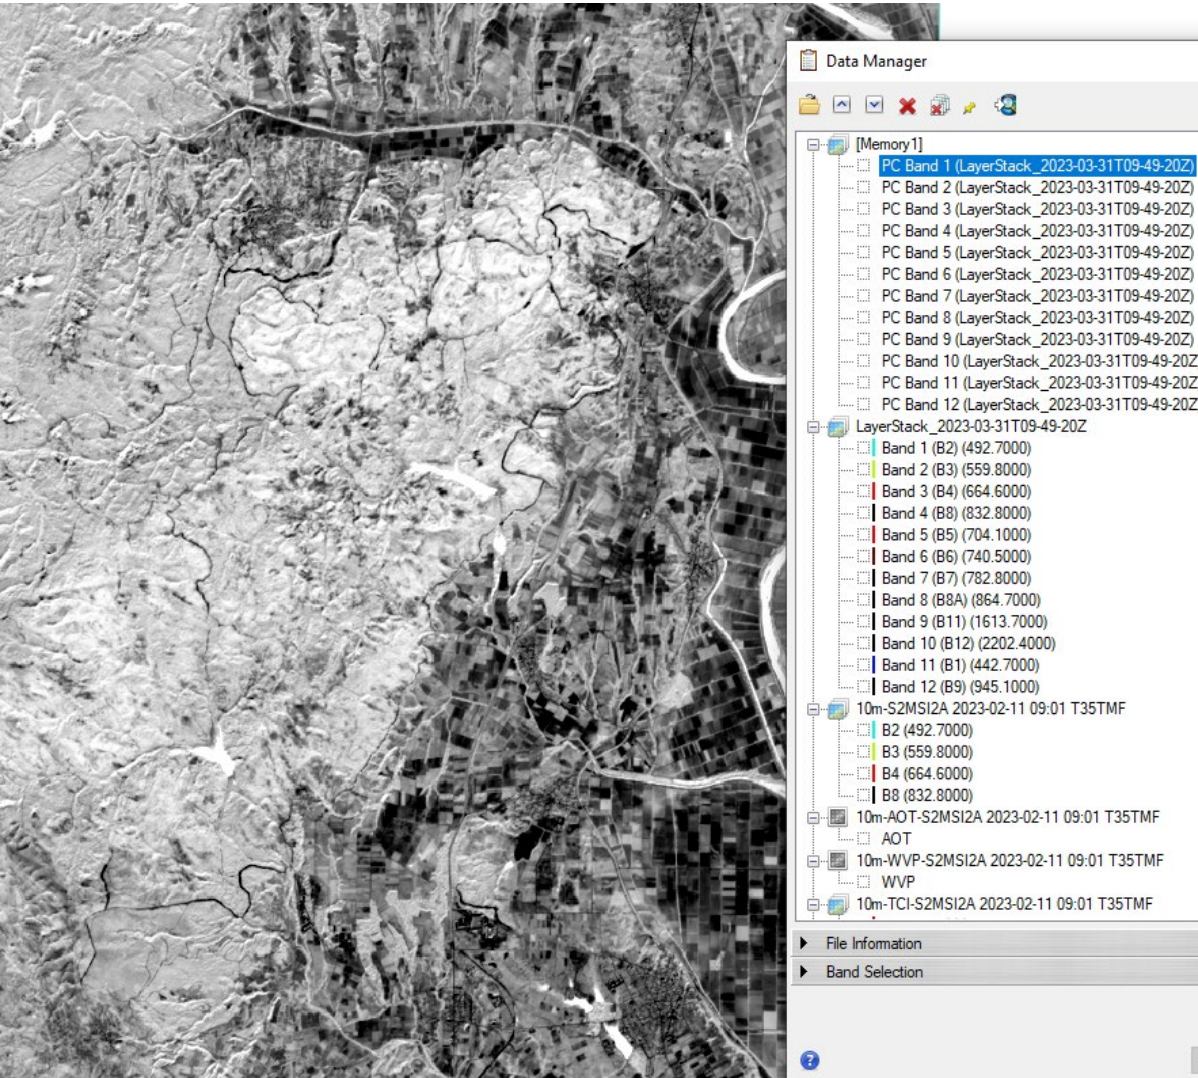 Data Manager
[Memory1]
PC Band 1 (LayerStack_2023-03-31T09-49-20Z)
PC Band 2 (LayerStack_2023-03-31T09-49-20Z)
PC Band 3 (LayerStack_2023-03-31T09-49-20Z)
PC Band 4 (LayerStack_2023-03-31T09-49-20Z)
PC Band 5 (LayerStack_2023-03-31T09-49-20Z)
PC Band 6 (LayerStack_2023-03-31T09-49-20Z)
PC Band 7 (LayerStack_2023-03-31T09-49-20Z)
PC Band 8 (LayerStack_2023-03-31T09-49-20Z)
PC Band 9 (LayerStack_2023-03-31T09-49-20Z)
PC Band 10 (LayerStack_2023-03-31T09-49-20Z
PC Band 11 (LayerStack_2023-03-31T09-49-20Z
PC Band 12 (LayerStack_2023-03-31T09-49-20Z
LayerStack_2023-03-31T09-49-20Z
Band 1 (B2) (492.7000)
Band 2 (B3) (559.8000)
Band 3 (B4) (664.6000)
Band 4 (B8) (832.8000)
Band 5 (B5) (704.1000)
Band 6 (B6) (740.5000)
Band 7 (B7) (782.8000)
Band 8 (B8A) (864.7000)
Band 9 (B11) (1613.7000)
Band 10 (B12) (2202.4000)
Band 11 (B1) (442.7000)
Band 12 (B9) (945.1000)
10m-S2MSI2A 2023-02-11 09:01 T35TMF
B2 (492.7000)
B3 (559.8000)
B4 (664.6000)
B8 (832.8000)
10m-AOT-S2MSI2A 2023-02-11 09:01 T35TMF
AOT
10m-WVP-S2MSI2A 2023-02-11 09:01 T35TMF
WVP
10m-TCI-S2MSI2A 2023-02-11 09:01 T35TMF
File Information
Band Selection